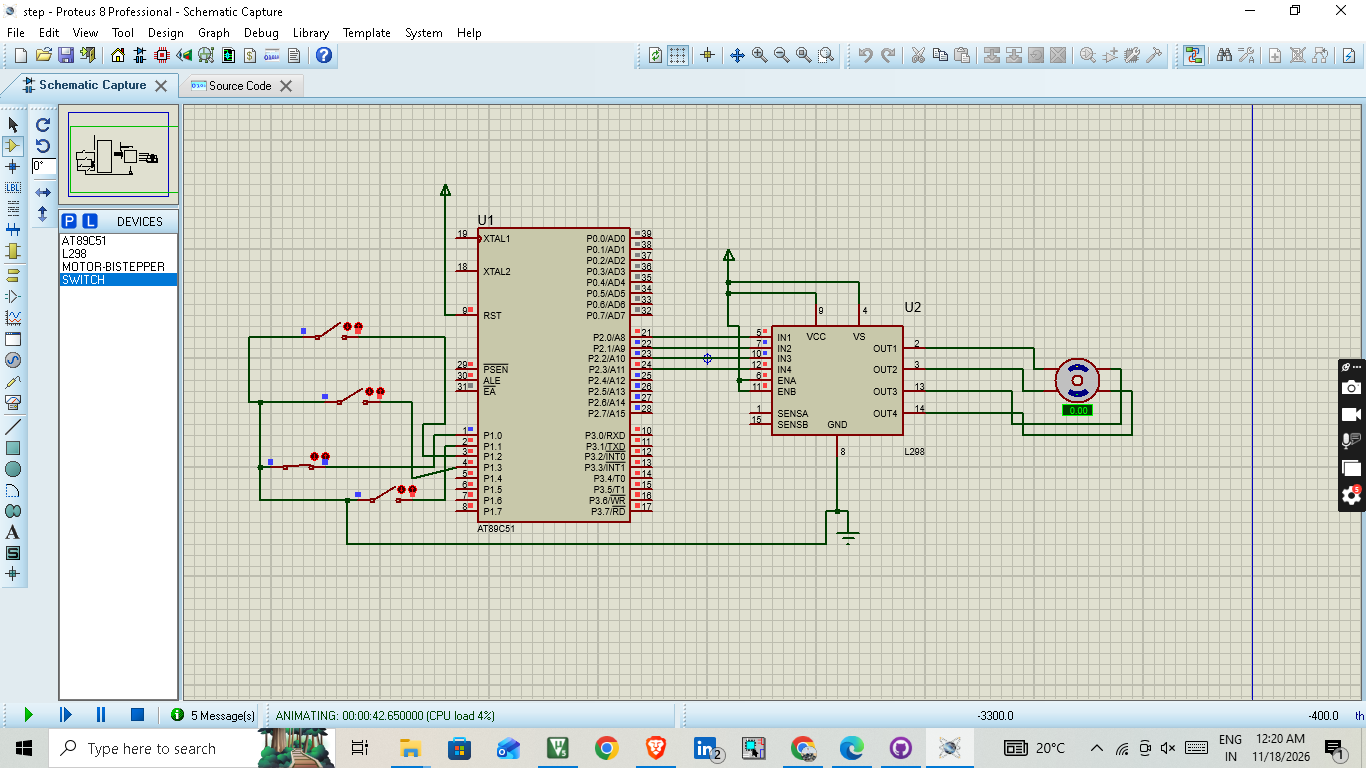 step - Proteus 8 Professional - Schematic Capture
File Edit View Tool Design Graph Debug Library Template System Help
Schematic Capture
Source Code
0°
P L DEVICES
AT89C51
L298
MOTOR-BISTEPPER
SWITCH
LBL
A
S
U1
19 XTAL1
18 XTAL2
9 RST
29 PSEN
30 ALE
31 EA
1 P1.0
2 P1.1
3 P1.2
4 P1.3
5 P1.4
6 P1.5
7 P1.6
8 P1.7
P0.0/AD0 39
P0.1/AD1 38
P0.2/AD2 37
P0.3/AD3 36
P0.4/AD4 35
P0.5/AD5 34
P0.6/AD6 33
P0.7/AD7 32
P2.0/A8 21
P2.1/A9 22
P2.2/A10 23
P2.3/A11 24
P2.4/A12 25
P2.5/A13 26
P2.6/A14 27
P2.7/A15 28
P3.0/RXD 10
P3.1/TXD 11
P3.2/INT0 12
P3.3/INT1 13
P3.4/T0 14
P3.5/T1 15
P3.6/WR 16
P3.7/RD 17
AT89C51
U2
9 4
VCC VS
5 IN1
7 IN2
10 IN3
12 IN4
6 ENA
11 ENB
1 SENSA
15 SENSB
GND
8
OUT1 2
OUT2 3
OUT3 13
OUT4 14
L298
0.00
5 Message(s)
ANIMATING: 00:00:42.650000 (CPU load 4%)
-3300.0
-400.0
th
Type here to search
2
20°C
ENG
IN
12:20 AM
11/18/2026
1
5